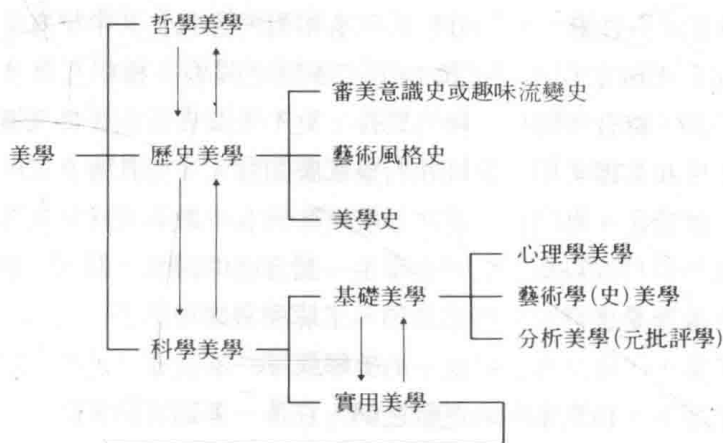 哲學美學
審美意識史或趣味流變史
美學 歷史美學 藝術風格史
美學史
心理學美學
基礎美學 藝術學(史)美學
科學美學
分析美學(元批評學)
實用美學